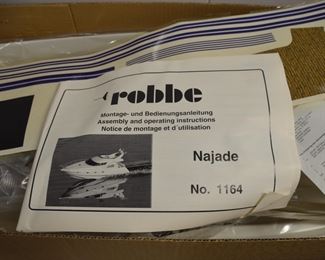 robbe
Montage- und Bedienungsanleitung
Assembly and operating instructions
Notice de montage et d'utilisation
Najade
No. 1164